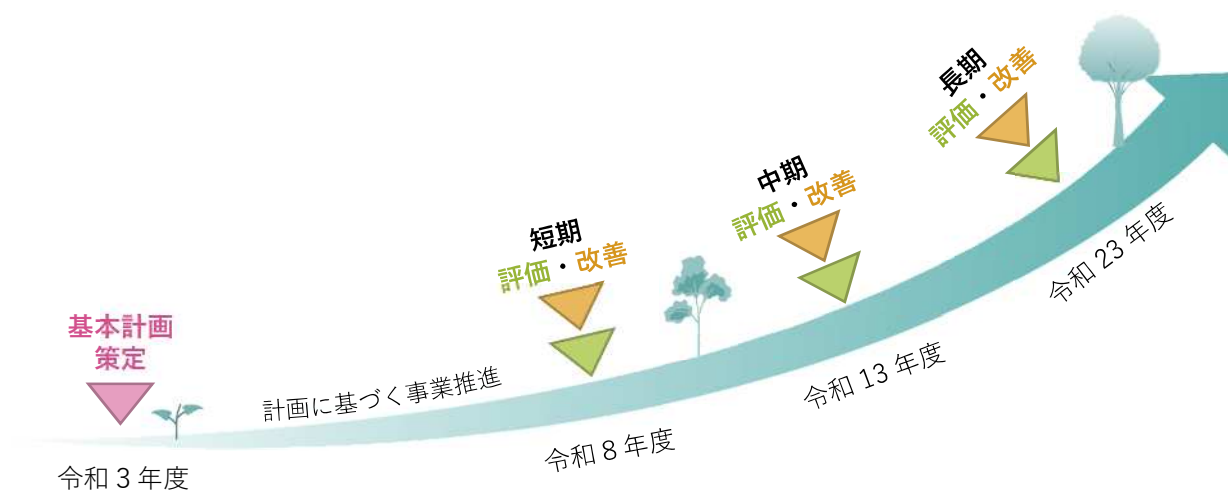 基本計画
策定
令和 3 年度
計画に基づく事業推進
短期
評価・改善
令和 8 年度
中期
評価・改善
令和 13 年度
長期
評価・改善
令和 23 年度